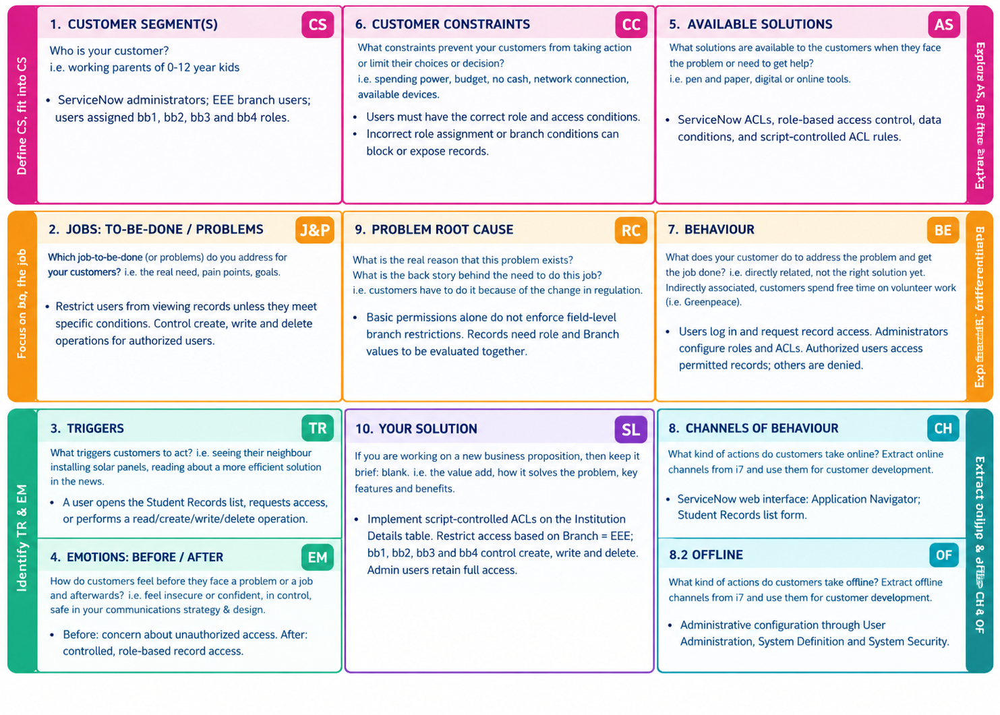 Define CS, fit into CS
1. CUSTOMER SEGMENT(S)
CS
Who is your customer?
i.e. working parents of 0-12 year kids
• ServiceNow administrators; EEE branch users;
users assigned bb1, bb2, bb3 and bb4 roles.
6. CUSTOMER CONSTRAINTS
CC
What constraints prevent your customers from taking action
or limit their choices or decision?
i.e. spending power, budget, no cash, network connection,
available devices.
• Users must have the correct role and access conditions.
• Incorrect role assignment or branch conditions can
block or expose records.
5. AVAILABLE SOLUTIONS
AS
What solutions are available to the customers when they face
the problem or need to get help?
i.e. pen and paper, digital or online tools.
• ServiceNow ACLs, role-based access control, data
conditions, and script-controlled ACL rules.
AS,
Focus on the job
2. JOBS: TO-BE-DONE / PROBLEMS
J&P
Which job-to-be-done (or problems) do you address for
your customers? i.e. the real need, pain points, goals.
• Restrict users from viewing records unless they meet
specific conditions. Control create, write and delete
operations for authorized users.
9. PROBLEM ROOT CAUSE
RC
What is the real reason that this problem exists?
What is the back story behind the need to do this job?
i.e. customers have to do it because of the change in regulation.
• Basic permissions alone do not enforce field-level
branch restrictions. Records need role and Branch
values to be evaluated together.
7. BEHAVIOUR
BE
What does your customer do to address the problem and get
the job done? i.e. directly related, not the right solution yet.
Indirectly associated, customers spend free time on volunteer work
(i.e. Greenpeace).
• Users log in and request record access. Administrators
configure roles and ACLs. Authorized users access
permitted records; others are denied.
Identify TR & EM
3. TRIGGERS
TR
What triggers customers to act? i.e. seeing their neighbour
installing solar panels, reading about a more efficient solution
in the news.
• A user opens the Student Records list, requests access,
or performs a read/create/write/delete operation.
4. EMOTIONS: BEFORE / AFTER
EM
How do customers feel before they face a problem or a job
and afterwards? i.e. feel insecure or confident, in control,
safe in your communications strategy & design.
• Before: concern about unauthorized access. After:
controlled, role-based record access.
10. YOUR SOLUTION
SL
If you are working on a new business proposition, then keep it
brief: blank. i.e. the value add, how it solves the problem, key
features and benefits.
• Implement script-controlled ACLs on the Institution
Details table. Restrict access based on Branch = EEE;
bb1, bb2, bb3 and bb4 control create, write and delete.
Admin users retain full access.
8. CHANNELS OF BEHAVIOUR
CH
What kind of actions do customers take online? Extract online
channels from i7 and use them for customer development.
• ServiceNow web interface: Application Navigator;
Student Records list form.
8.2 OFFLINE
OF
What kind of actions do customers take offline? Extract offline
channels from i7 and use them for customer development.
• Administrative configuration through User
Administration, System Definition and System Security.
Extract & CH & OF